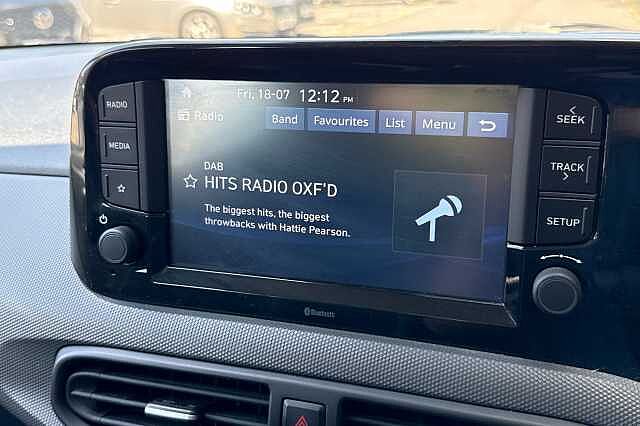 Fri, 18-07 12:12 PM
Radio Band Favourites List Menu
DAB
HITS RADIO OXF'D
The biggest hits, the biggest
throwbacks with Hattie Pearson.
RADIO
MEDIA
SEEK
TRACK
SETUP
Bluetooth